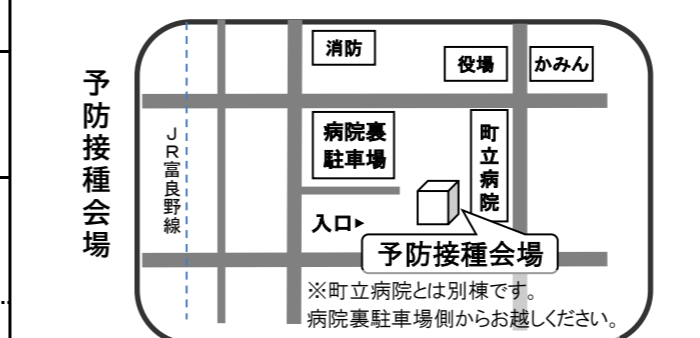 予防接種会場
消防
役場
かみん
JR富良野線
病院裏
駐車場
町立病院
入口▶
予防接種会場
※町立病院とは別棟です。
病院裏駐車場側からお越しください。